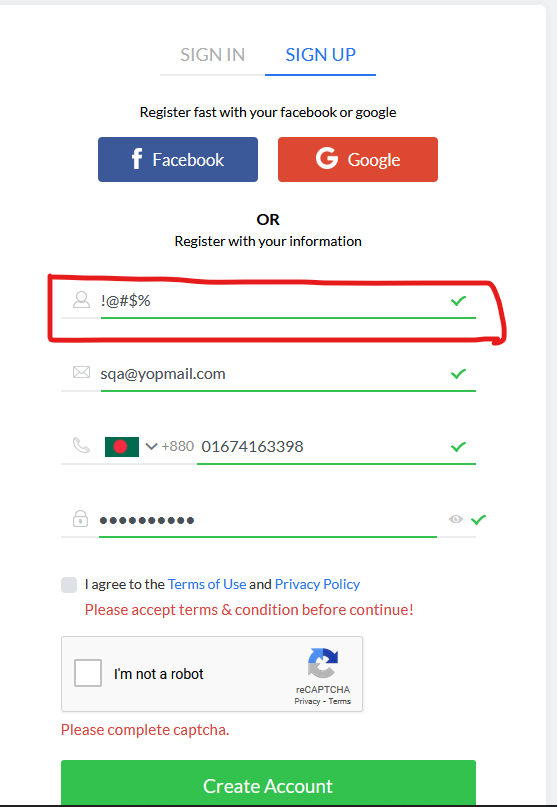 SIGN IN SIGN UP
Register fast with your facebook or google
f Facebook G Google
OR
Register with your information
!@#$%
sqa@yopmail.com
+880 01674163398
••••••••••
I agree to the Terms of Use and Privacy Policy
Please accept terms & condition before continue!
I'm not a robot
reCAPTCHA
Privacy - Terms
Please complete captcha.
Create Account